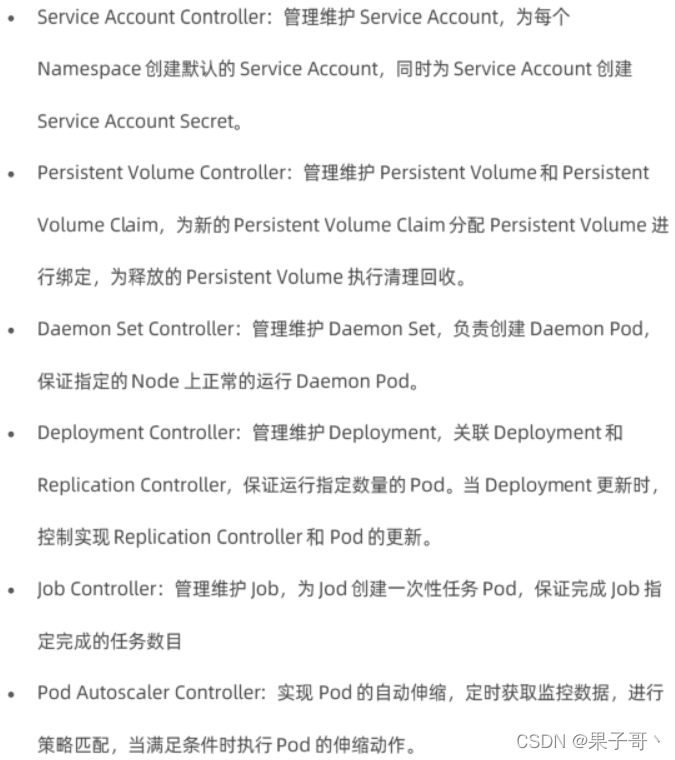 • Service Account Controller：管理维护 Service Account，为每个
Namespace 创建默认的 Service Account，同时为 Service Account 创建
Service Account Secret。
• Persistent Volume Controller：管理维护 Persistent Volume 和 Persistent
Volume Claim，为新的 Persistent Volume Claim 分配 Persistent Volume 进
行绑定，为释放的 Persistent Volume 执行清理回收。
• Daemon Set Controller：管理维护 Daemon Set，负责创建 Daemon Pod，
保证指定的 Node 上正常的运行 Daemon Pod。
• Deployment Controller：管理维护 Deployment，关联 Deployment 和
Replication Controller，保证运行指定数量的 Pod。当 Deployment 更新时，
控制实现 Replication Controller 和 Pod 的更新。
• Job Controller：管理维护 Job，为 Jod 创建一次性任务 Pod，保证完成 Job 指
定完成的任务数目
• Pod Autoscaler Controller：实现 Pod 的自动伸缩，定时获取监控数据，进行
策略匹配，当满足条件时执行 Pod 的伸缩动作。
CSDN @果子哥丶